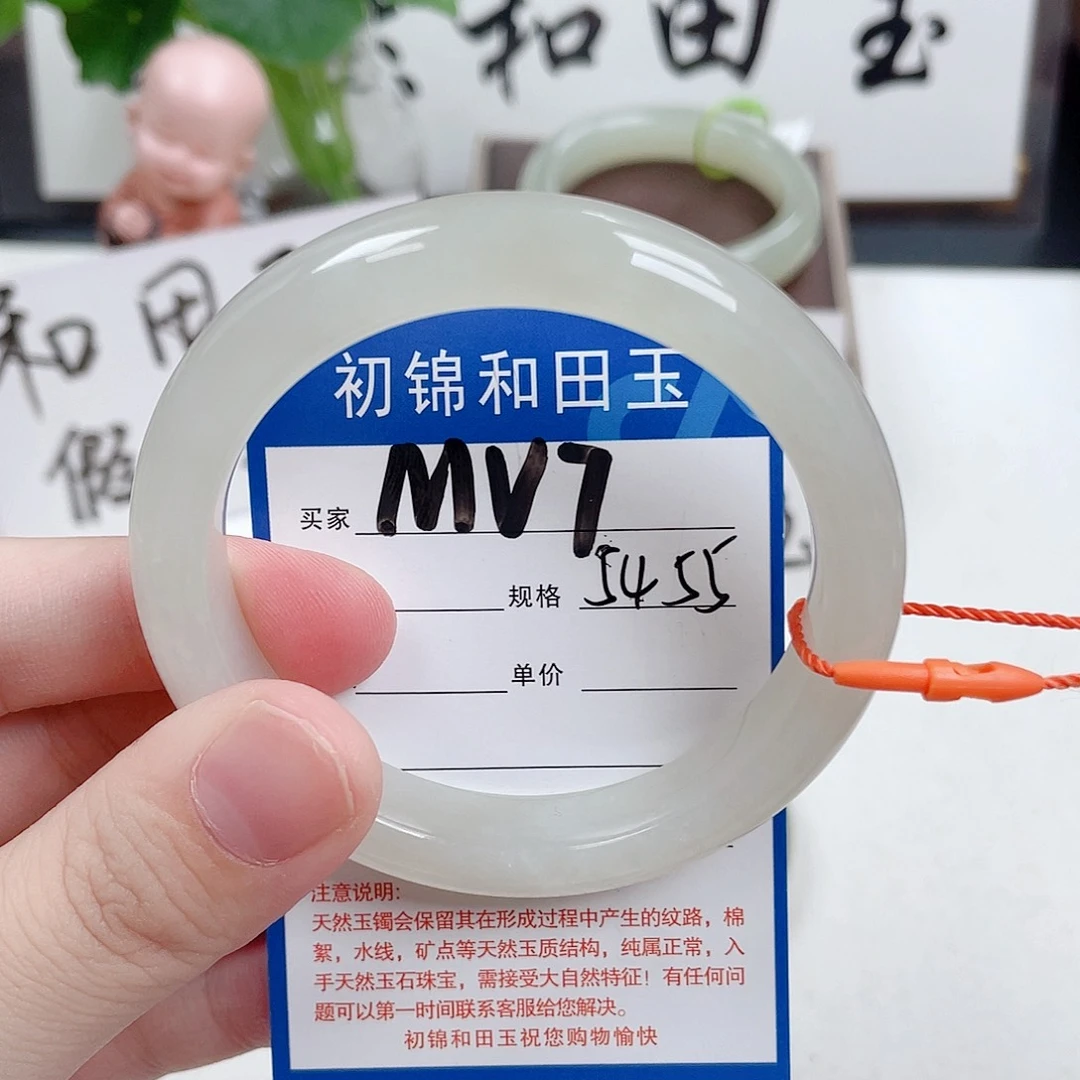 和田玉
和田
假
初锦和田玉
买家 MV7
规格 5455
单价
注意说明:
天然玉镯会保留其在形成过程中产生的纹路，棉
絮，水线，矿点等天然玉质结构，纯属正常，入
手天然玉石珠宝，需接受大自然特征！有任何问
题可以第一时间联系客服给您解决。
初锦和田玉祝您购物愉快